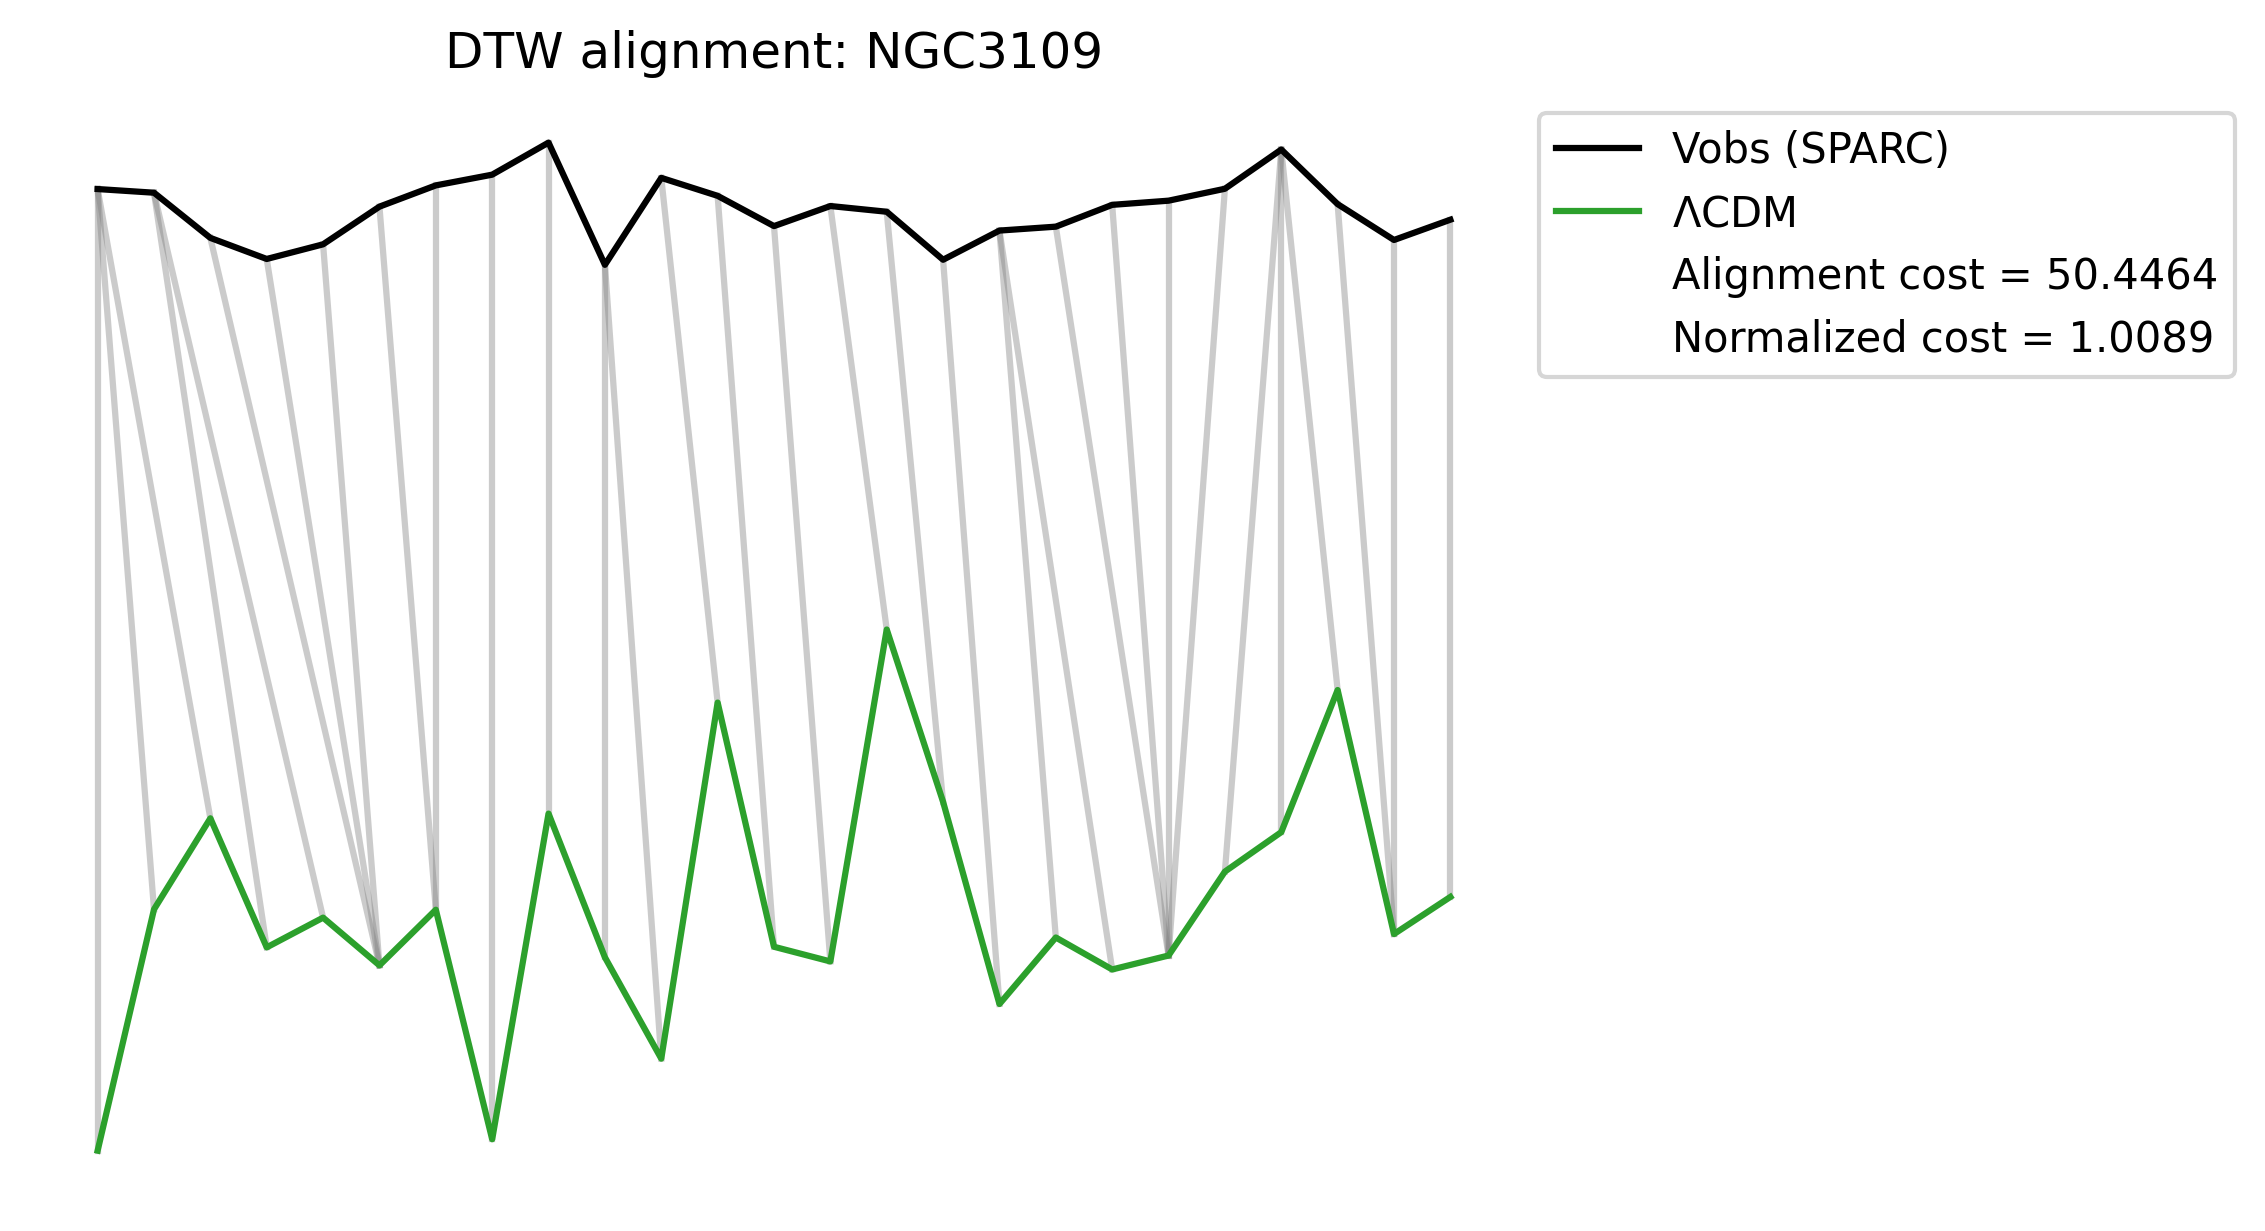 DTW alignment: NGC3109
Vobs (SPARC)
ΛCDM
Alignment cost = 50.4464
Normalized cost = 1.0089